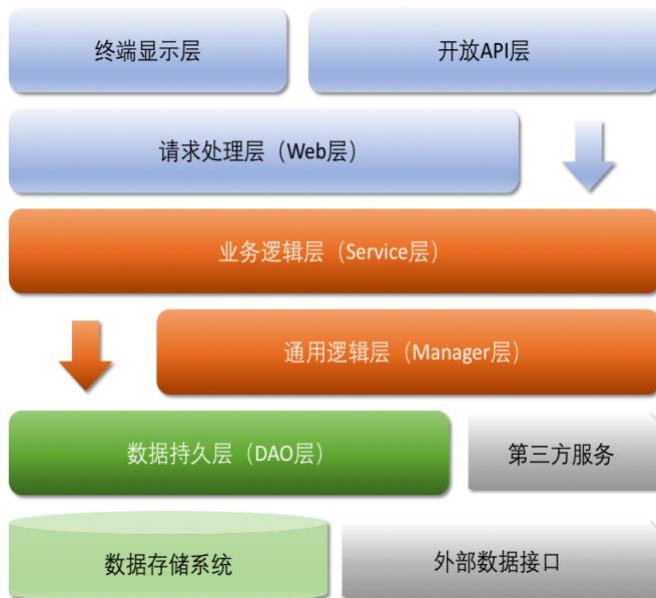 终端显示层
开放API层
请求处理层（Web层）
业务逻辑层（Service层）
通用逻辑层（Manager层）
数据持久层（DAO层）
第三方服务
数据存储系统
外部数据接口